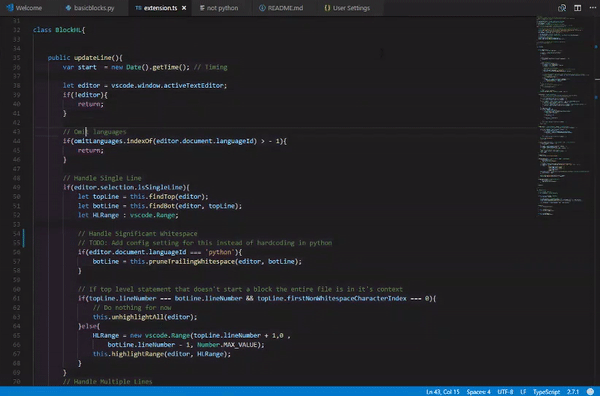 Welcome
basicblocks.py
extension.ts
not python
README.md
{} User Settings
31
32 class BlockHL{
33
34
35 public updateLine(){
36 var start = new Date().getTime(); // Timing
37
38 let editor = vscode.window.activeTextEditor;
39 if(!editor){
40 return;
41 }
42
43 // Omit languages
44 if(omitLanguages.indexOf(editor.document.languageId) > - 1){
45 return;
46 }
47
48 // Handle Single Line
49 if(editor.selection.isSingleLine){
50 let topLine = this.findTop(editor);
51 let botLine = this.findBot(editor, topLine);
52 let HLRange : vscode.Range;
53
54 // Handle Significant Whitespace
55 // TODO: Add config setting for this instead of hardcoding in python
56 if(editor.document.languageId === 'python'){
57 botLine = this.pruneTrailingWhitespace(editor, botLine);
58 }
59
60 // If top level statement that doesn't start a block the entire file is in it's context
61 if(topLine.lineNumber === botLine.lineNumber && topLine.firstNonWhitespaceCharacterIndex === 0){
62 // Do nothing for now
63 this.unhighlightAll(editor);
64 }else{
65 HLRange = new vscode.Range(topLine.lineNumber + 1,0 ,
66 botLine.lineNumber - 1, Number.MAX_VALUE);
67 this.highlightRange(editor, HLRange);
68 }
69 }
70 // Handle Multiple Lines
Ln 43, Col 15 Spaces: 4 UTF-8 LF TypeScript 2.7.1